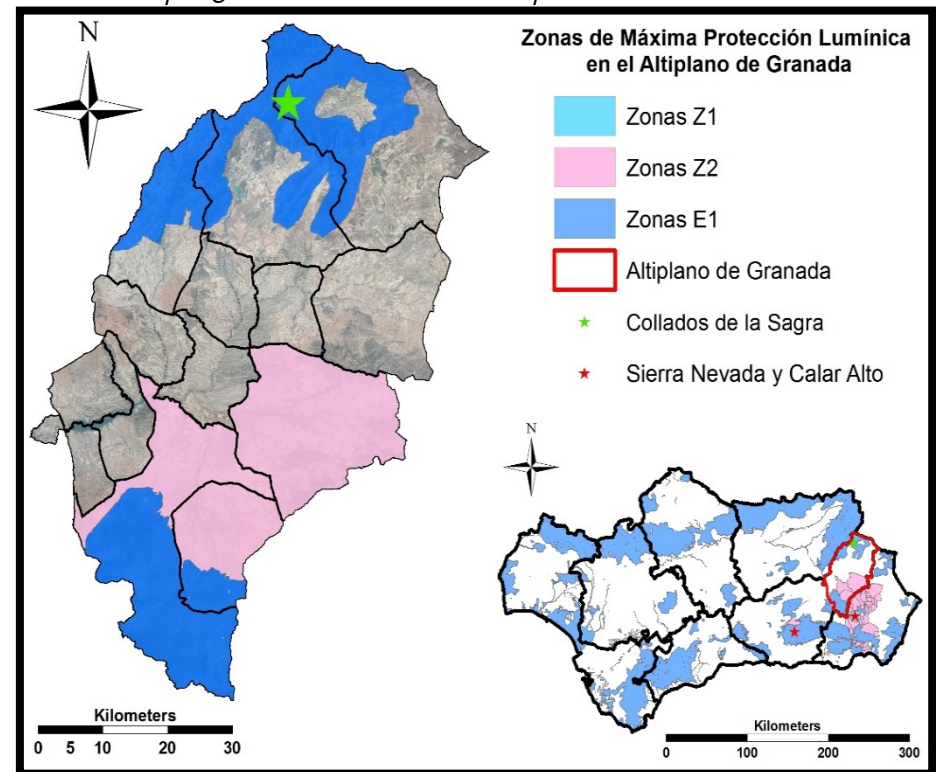 N
Zonas de Máxima Protección Lumínica
en el Altiplano de Granada
Zonas Z1
Zonas Z2
Zonas E1
Altiplano de Granada
Collados de la Sagra
Sierra Nevada y Calar Alto
N
Kilometers
0 5 10 20 30
Kilometers
0 100 200 300